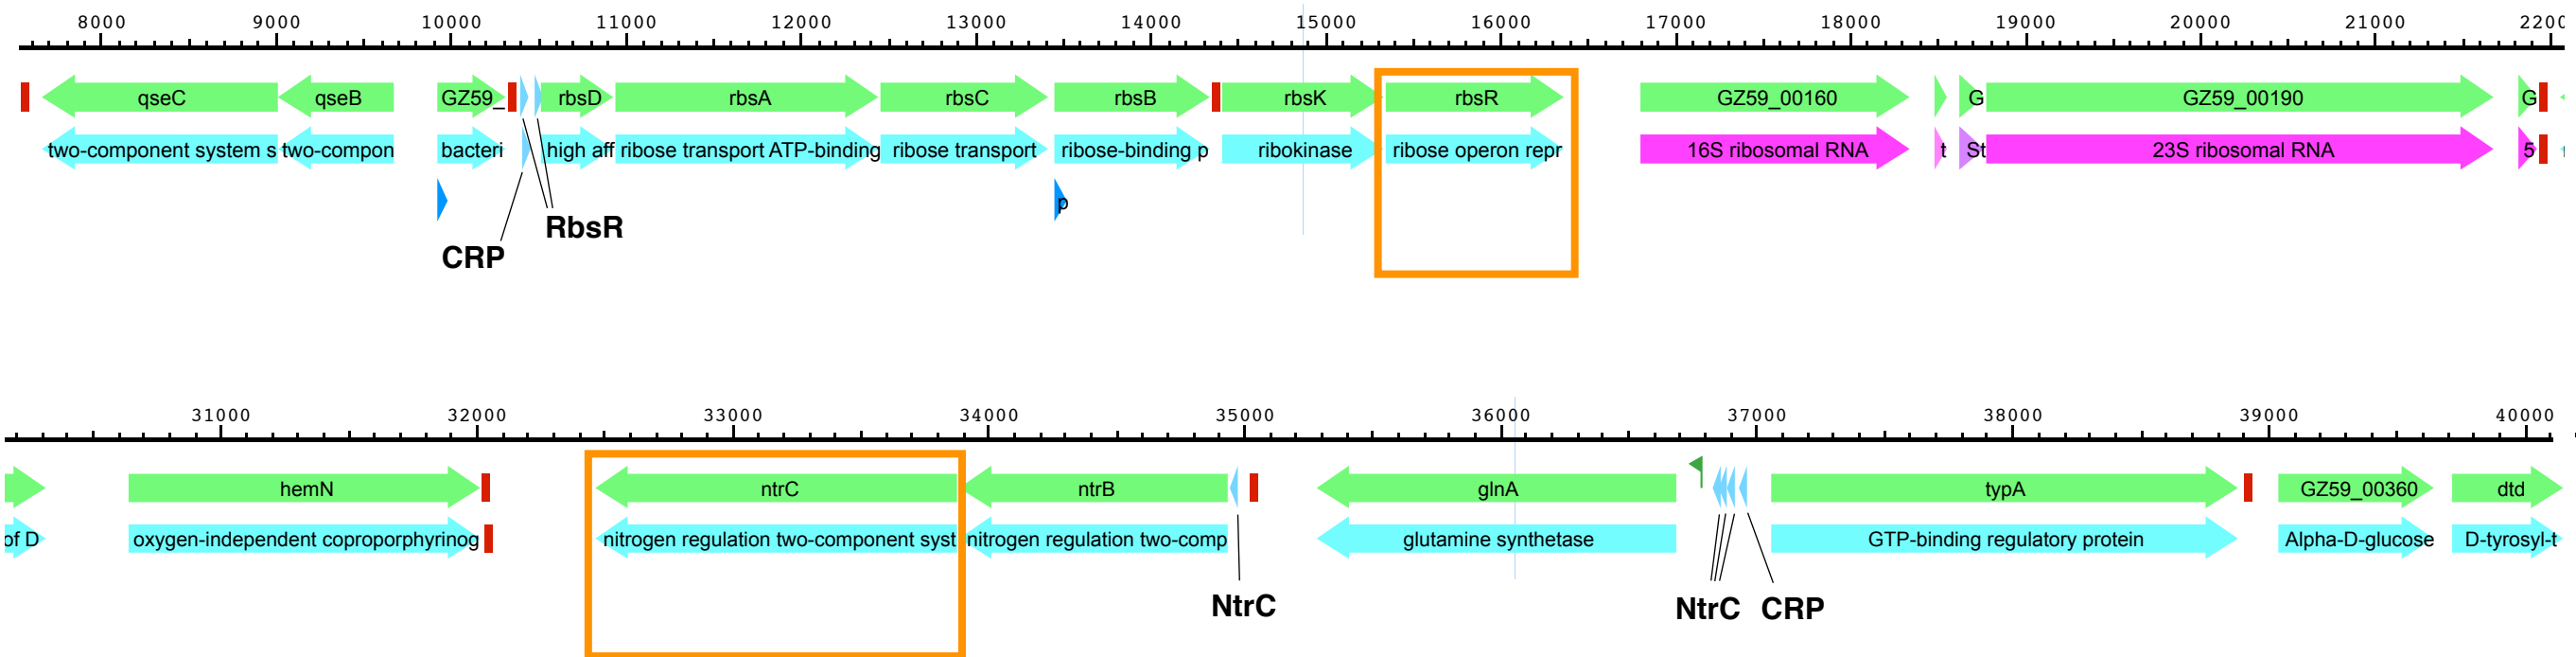 8000 9000 10000 11000 12000 13000 14000 15000 16000 17000 18000 19000 20000 21000 2200
qseC qseB GZ59_ rbsD rbsA rbsC rbsB rbsK rbsR GZ59_00160 G GZ59_00190 G
two-component system s two-compon bacteri high aff ribose transport ATP-binding ribose transport ribose-binding p ribokinase ribose operon repr 16S ribosomal RNA t St 23S ribosomal RNA 5
p
RbsR
CRP
31000 32000 33000 34000 35000 36000 37000 38000 39000 40000
hemN ntrC ntrB glnA typA GZ59_00360 dtd
of D oxygen-independent coproporphyrinog nitrogen regulation two-component syst nitrogen regulation two-comp glutamine synthetase GTP-binding regulatory protein Alpha-D-glucose D-tyrosyl-t
NtrC NtrC CRP